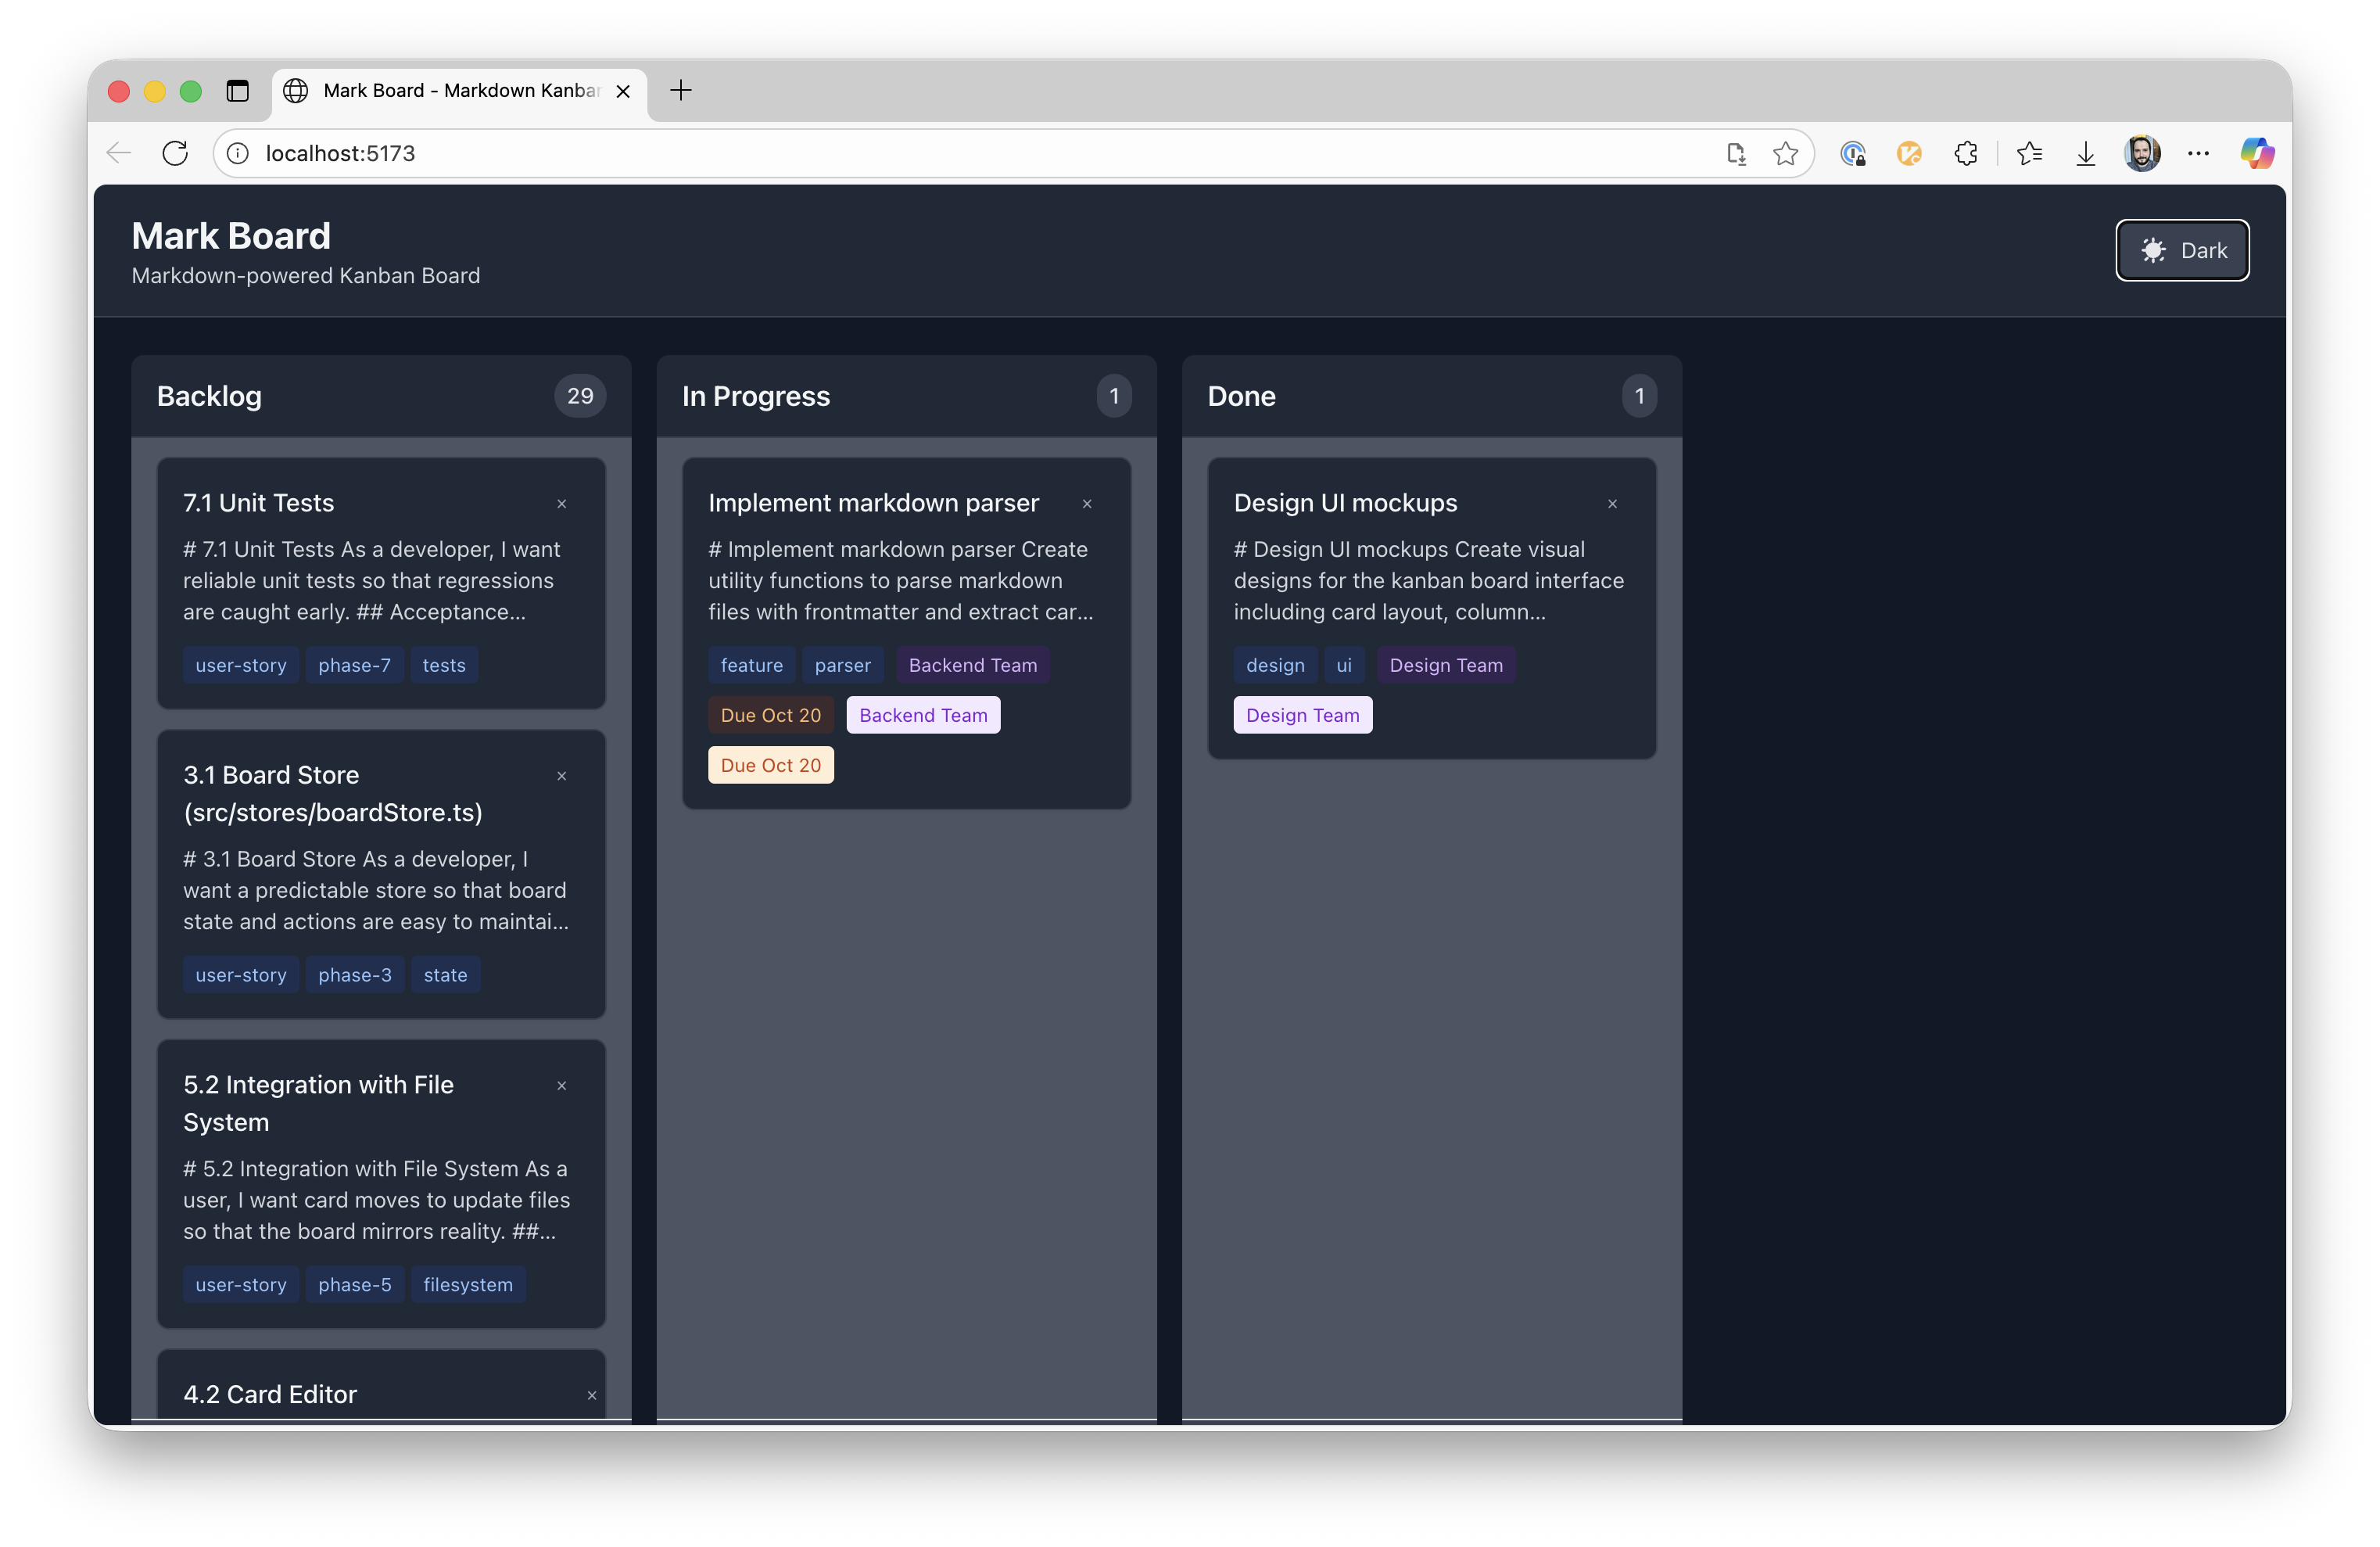 Mark Board - Markdown Kanban
localhost:5173
Mark Board
Markdown-powered Kanban Board
Dark
Backlog
29
7.1 Unit Tests
×
# 7.1 Unit Tests As a developer, I want
reliable unit tests so that regressions
are caught early. ## Acceptance...
user-story phase-7 tests
3.1 Board Store
(src/stores/boardStore.ts)
×
# 3.1 Board Store As a developer, I
want a predictable store so that board
state and actions are easy to maintai...
user-story phase-3 state
5.2 Integration with File
System
×
# 5.2 Integration with File System As a
user, I want card moves to update files
so that the board mirrors reality. ##...
user-story phase-5 filesystem
4.2 Card Editor
×
In Progress
1
Implement markdown parser
×
# Implement markdown parser Create
utility functions to parse markdown
files with frontmatter and extract car...
feature parser Backend Team
Due Oct 20 Backend Team
Due Oct 20
Done
1
Design UI mockups
×
# Design UI mockups Create visual
designs for the kanban board interface
including card layout, column...
design ui Design Team
Design Team